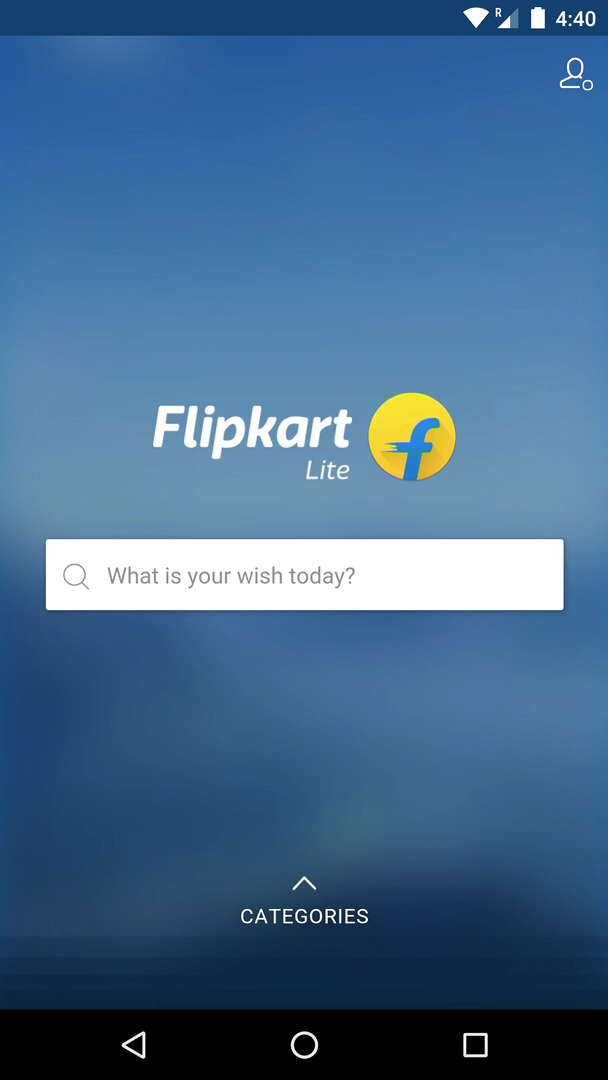 R
4:40
Flipkart
Lite
f
What is your wish today?
CATEGORIES